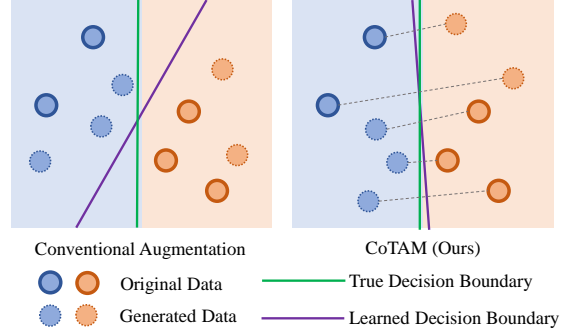 Conventional Augmentation
CoTAM (Ours)
Original Data
True Decision Boundary
Generated Data
Learned Decision Boundary